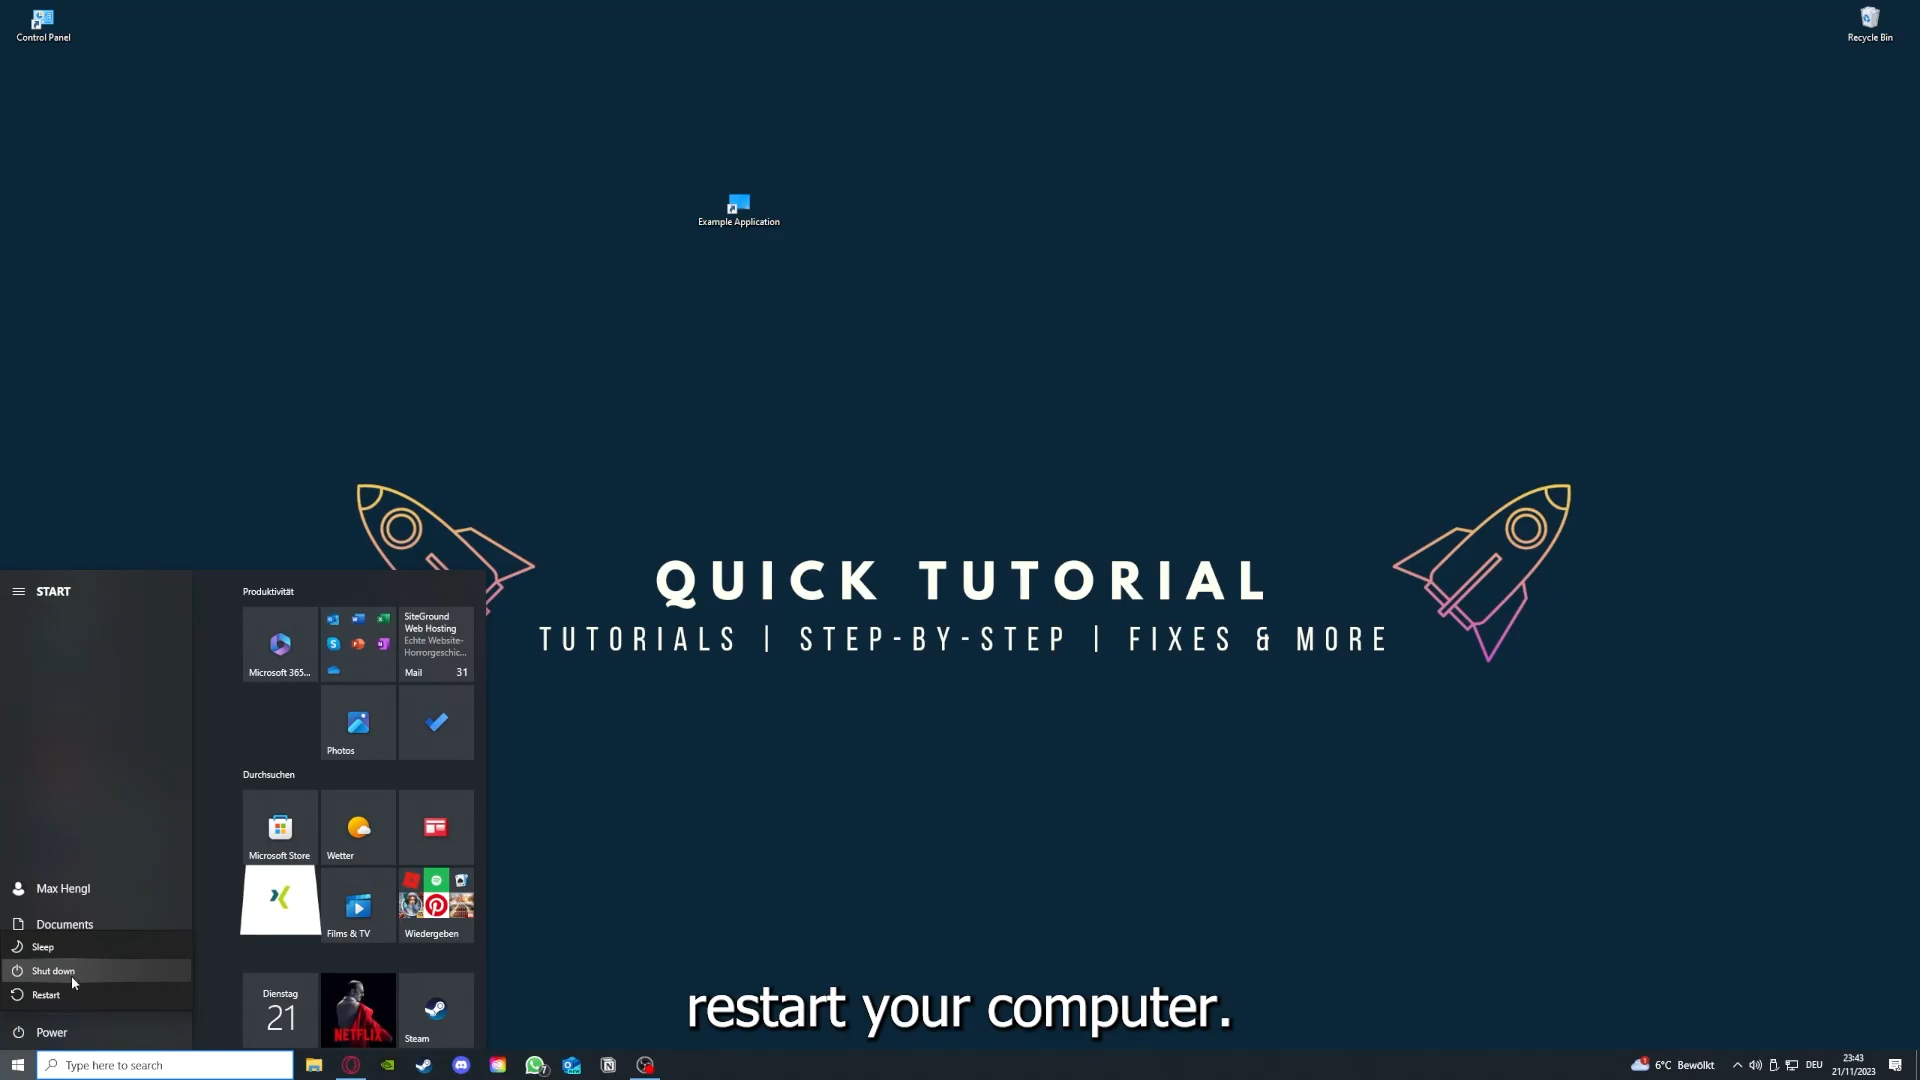 Control Panel
Recycle Bin
Example Application
QUICK TUTORIAL
TUTORIALS | STEP-BY-STEP | FIXES & MORE
START
Produktivität
SiteGround
Web Hosting
Echte Website-
Horrorgeschic...
Microsoft 365...
Mail 31
Photos
Durchsuchen
Microsoft Store
Wetter
Max Hengl
Films & TV
Wiedergeben
Documents
Sleep
Shut down
Restart
Power
Dienstag
21
NETFLIX
Steam
restart your computer.
Type here to search
7
1
6°C Bewölkt
DEU
23:43
21/11/2023